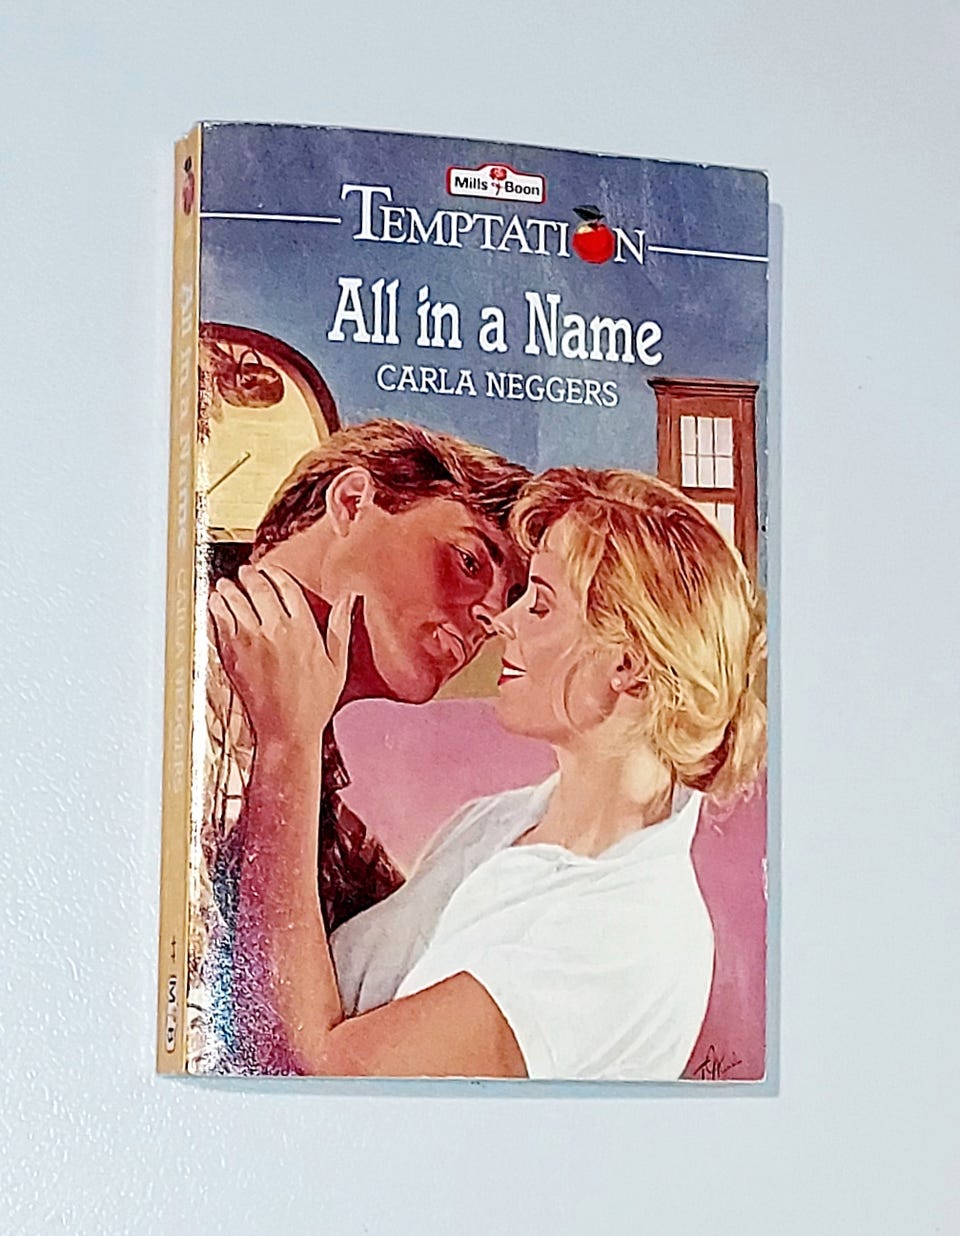 Mills & Boon
TEMPTATION
All in a Name
CARLA NEGGERS
All in a Name CARLA NEGGERS
M&B